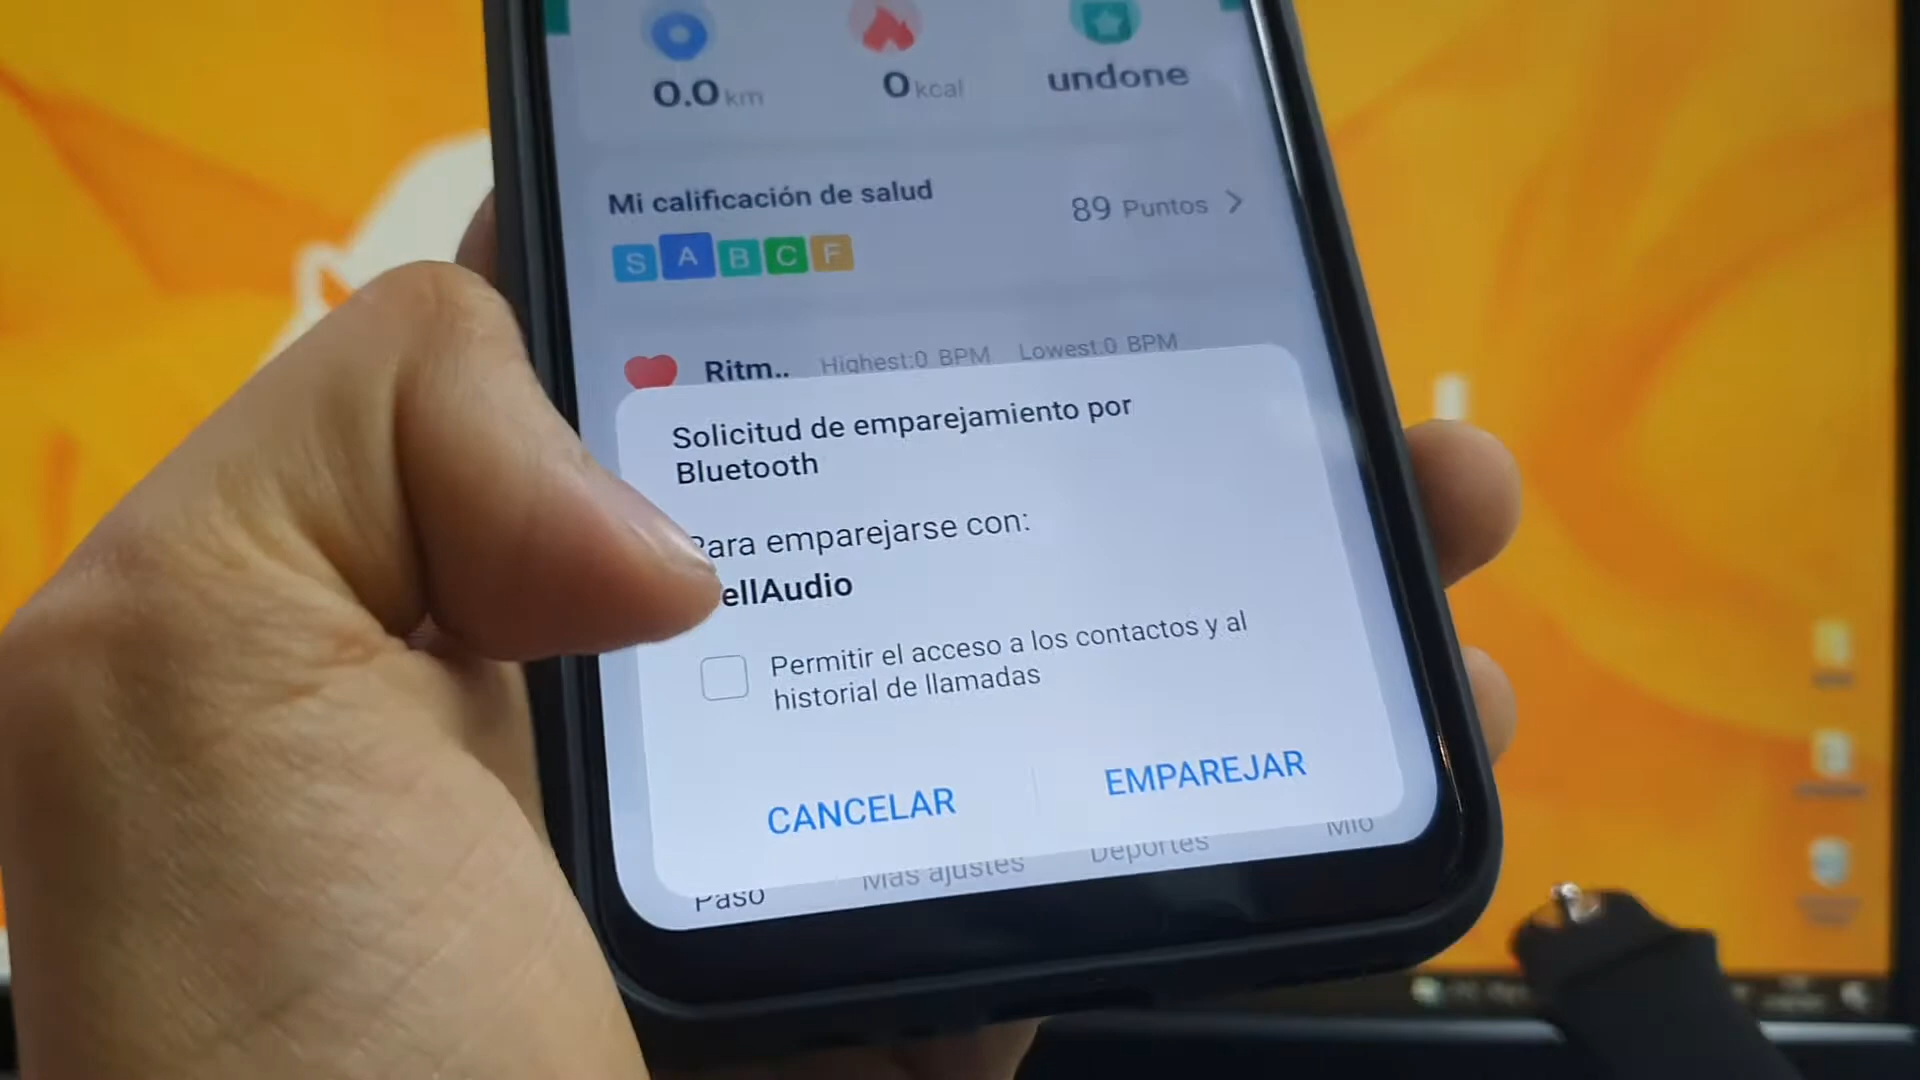 0.0 km
0 kcal
undone
Mi calificación de salud
89 Puntos
S A B C F
Ritm.. Highest:0 BPM Lowest:0 BPM
Solicitud de emparejamiento por
Bluetooth
Para emparejarse con:
ellAudio
Permitir el acceso a los contactos y al
historial de llamadas
CANCELAR
EMPAREJAR
Paso
Más ajustes
Deportes
Mío